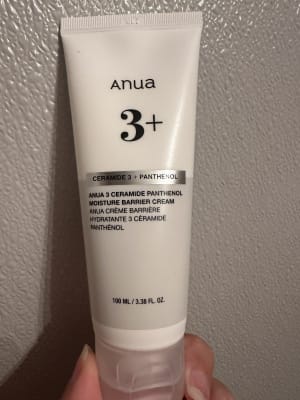 Anua
3+
CERAMIDE 3 + PANTHENOL
ANUA 3 CERAMIDE PANTHENOL
MOISTURE BARRIER CREAM
ANUA CRÈME BARRIÈRE
HYDRATANTE 3 CÉRAMIDE
PANTHÉNOL
100 ML / 3.38 FL. OZ.